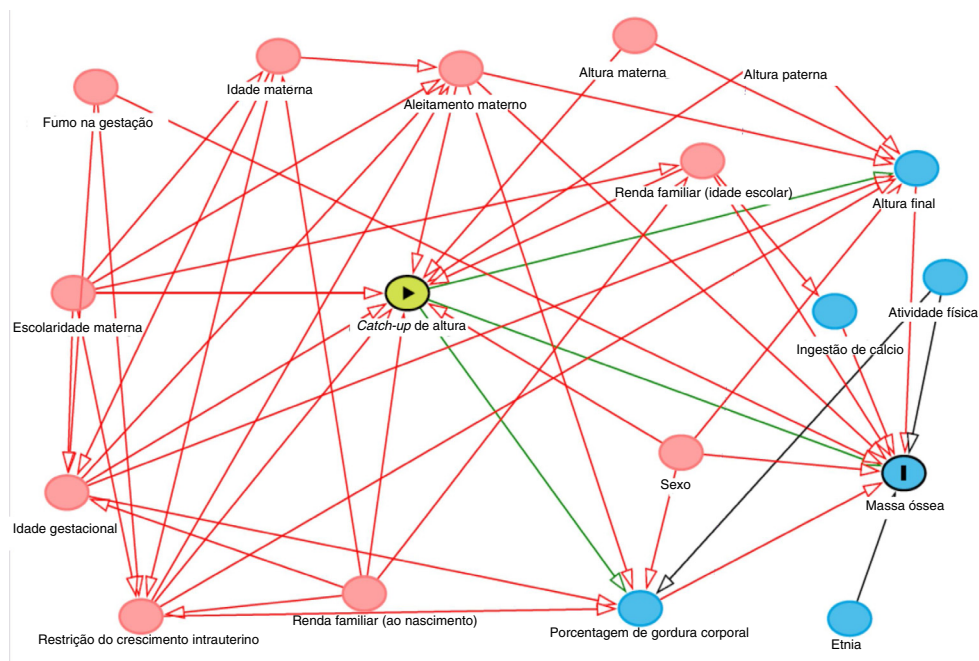 Altura materna
Altura paterna
Idade materna
Aleitamento materno
Fumo na gestação
Renda familiar (idade escolar)
Altura final
Escolaridade materna
Catch-up de altura
Atividade física
Ingestão de cálcio
Sexo
Massa óssea
Idade gestacional
Restrição do crescimento intrauterino
Renda familiar (ao nascimento)
Porcentagem de gordura corporal
Etnia